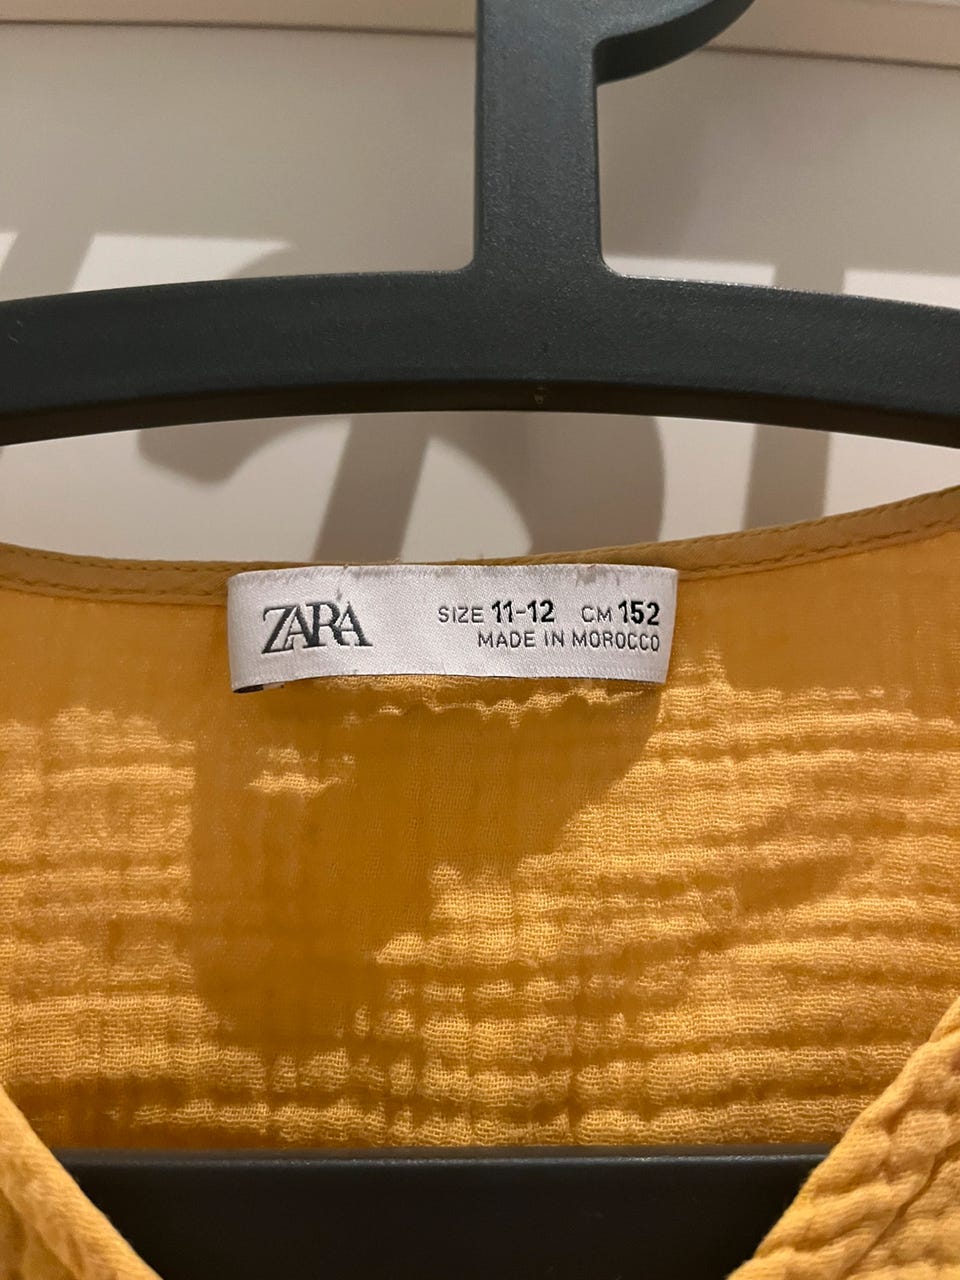 ZARA
SIZE 11-12 CM 152
MADE IN MOROCCO